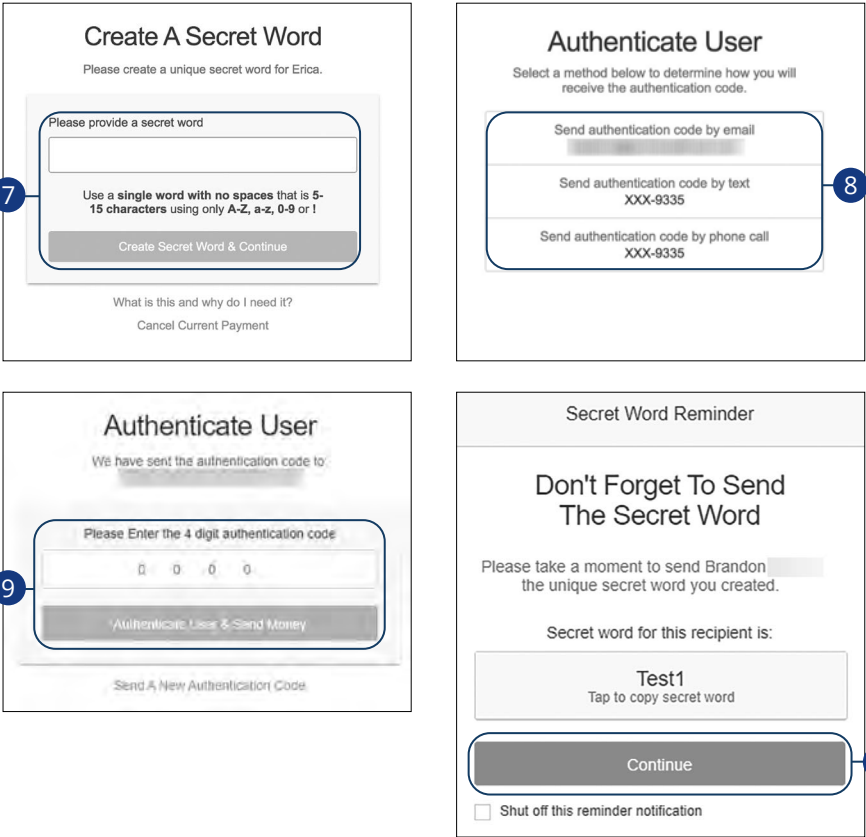 Create A Secret Word
Please create a unique secret word for Erica.
Please provide a secret word
7
Use a single word with no spaces that is 5-
15 characters using only A-Z, a-z, 0-9 or !
Create Secret Word & Continue
What is this and why do I need it?
Cancel Current Payment
Authenticate User
Select a method below to determine how you will
receive the authentication code.
Send authentication code by email
Send authentication code by text
XXX-9335
8
Send authentication code by phone call
XXX-9335
Authenticate User
We have sent the authentication code to:
Please Enter the 4 digit authentication code
0 0 0 0
9
Authenticate User & Send Money
Send A New Authentication Code
Secret Word Reminder
Don't Forget To Send
The Secret Word
Please take a moment to send Brandon
the unique secret word you created.
Secret word for this recipient is:
Test1
Tap to copy secret word
Continue
Shut off this reminder notification